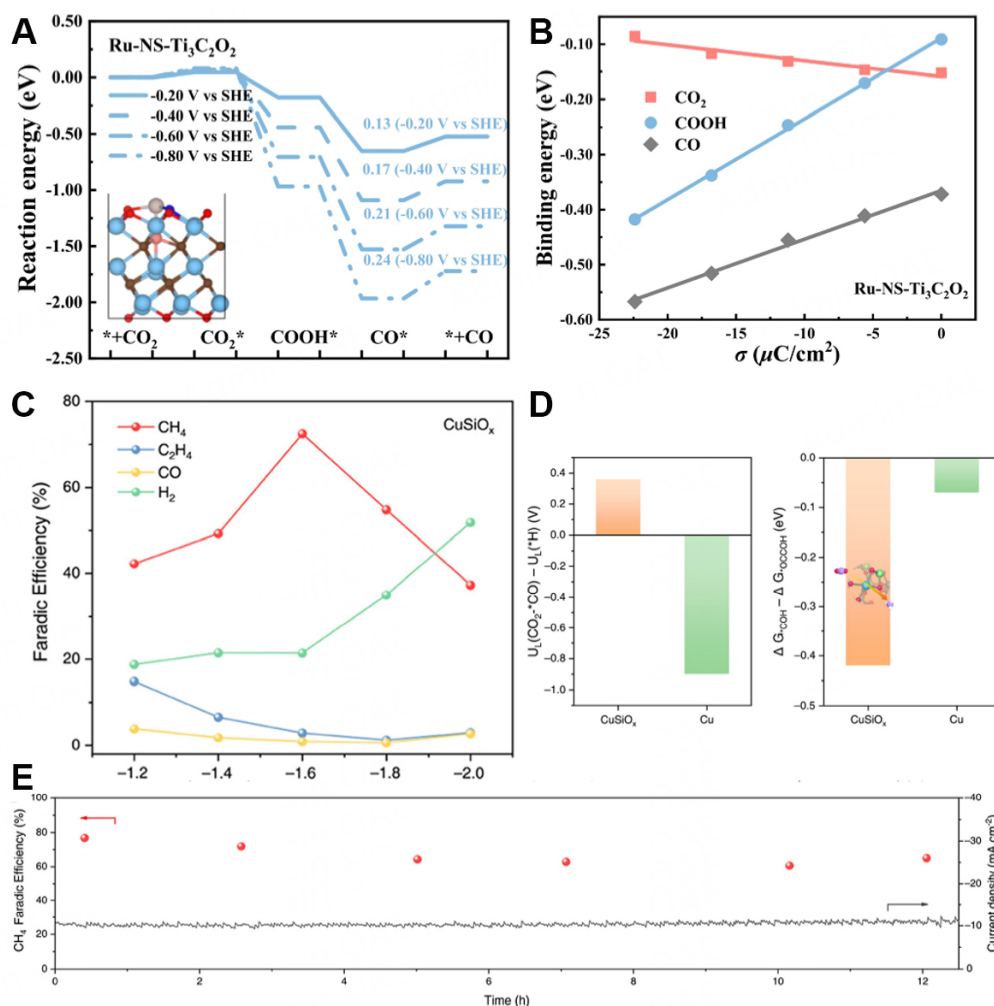 A
Ru-NS-Ti₃C₂O₂
-0.20 V vs SHE
-0.40 V vs SHE
-0.60 V vs SHE
-0.80 V vs SHE
0.13 (-0.20 V vs SHE)
0.17 (-0.40 V vs SHE)
0.21 (-0.60 V vs SHE)
0.24 (-0.80 V vs SHE)
Reaction energy (eV)
0.50
0.00
-0.50
-1.00
-1.50
-2.00
-2.50
*+CO₂
CO₂*
COOH*
CO*
*+CO
B
Binding energy (eV)
-0.10
-0.20
-0.30
-0.40
-0.50
-0.60
CO₂
COOH
CO
Ru-NS-Ti₃C₂O₂
-25
-20
-15
-10
-5
0
σ (μC/cm²)
C
CuSiOₓ
CH₄
C₂H₄
CO
H₂
Faradic Efficiency (%)
80
60
40
20
0
−1.2
−1.4
−1.6
−1.8
−2.0
D
U_L(CO₂-*CO) − U_L(*H) (V)
0.4
0.2
0.0
−0.2
−0.4
−0.6
−0.8
−1.0
CuSiOₓ
Cu
Δ G*COH − Δ G*OCCOH (eV)
0.0
−0.1
−0.2
−0.3
−0.4
−0.5
CuSiOₓ
Cu
E
CH₄ Faradic Efficiency (%)
100
80
60
40
20
0
Current density (mA cm⁻²)
−40
−30
−20
−10
0
0
2
4
6
8
10
12
Time (h)